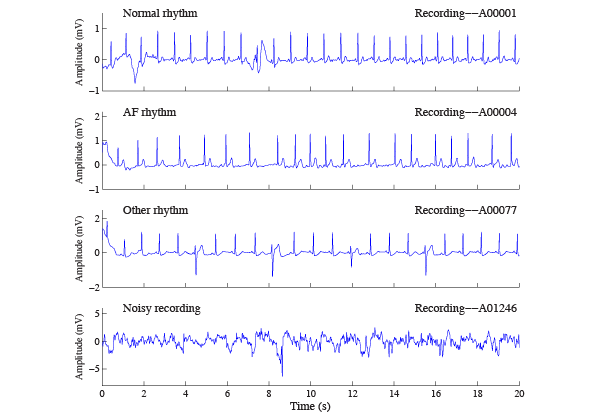 Normal rhythm Recording––A00001
Amplitude (mV)
1
0
−1
AF rhythm Recording––A00004
Amplitude (mV)
2
1
0
−1
Other rhythm Recording––A00077
Amplitude (mV)
2
0
−2
Noisy recording Recording––A01246
Amplitude (mV)
5
0
−5
0 2 4 6 8 10 12 14 16 18 20
Time (s)